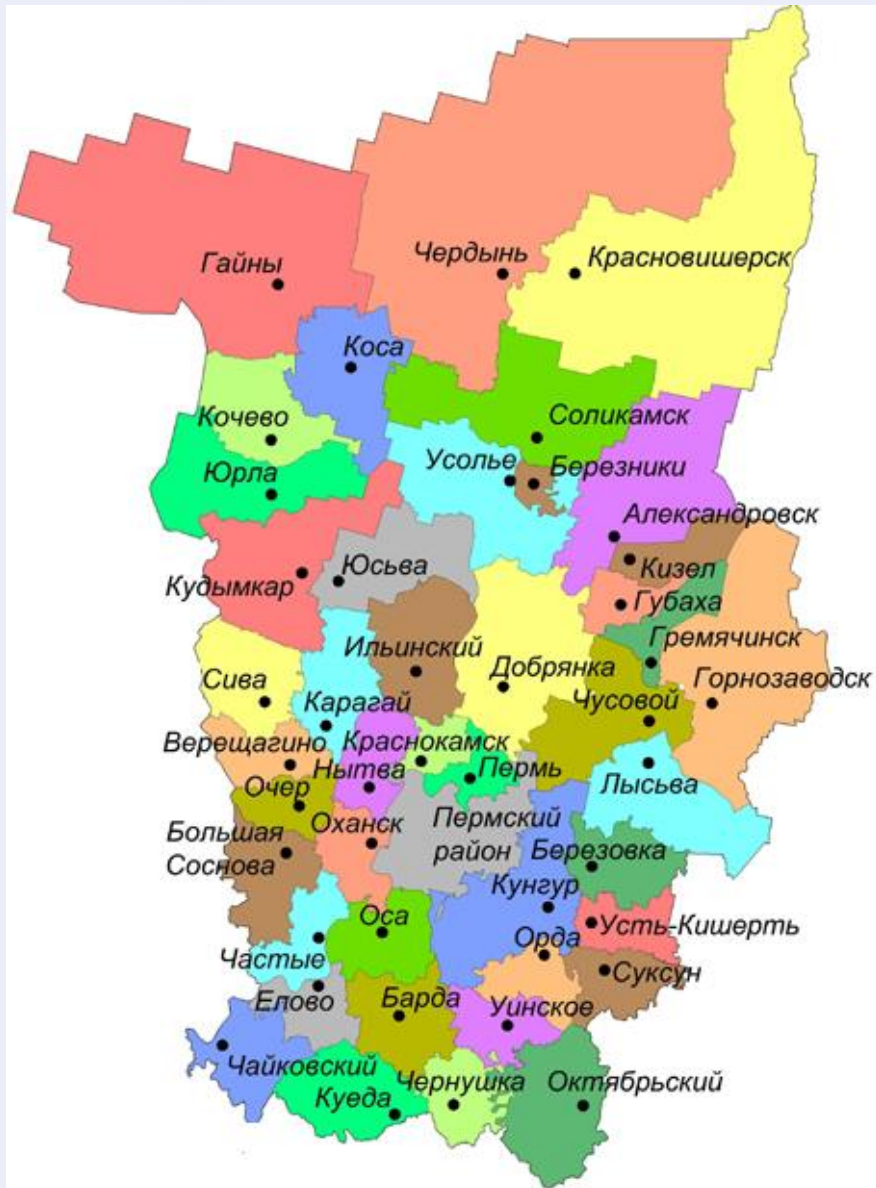 Гайны
Чердынь
Красновишерск
Коса
Кочево
Соликамск
Юрла
Усолье
Березники
Александровск
Кудымкар
Юсьва
Кизел
Губаха
Ильинский
Гремячинск
Сива
Добрянка
Горнозаводск
Карагай
Чусовой
Верещагино
Краснокамск
Нытва
Пермь
Лысьва
Очер
Большая
Соснова
Оханск
Пермский
район
Березовка
Кунгур
Оса
Усть-Кишерть
Частые
Орда
Суксун
Елово
Барда
Уинское
Чайковский
Куеда
Чернушка
Октябрьский